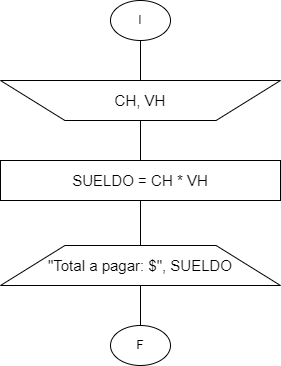 I
CH, VH
SUELDO = CH * VH
"Total a pagar: $", SUELDO
F